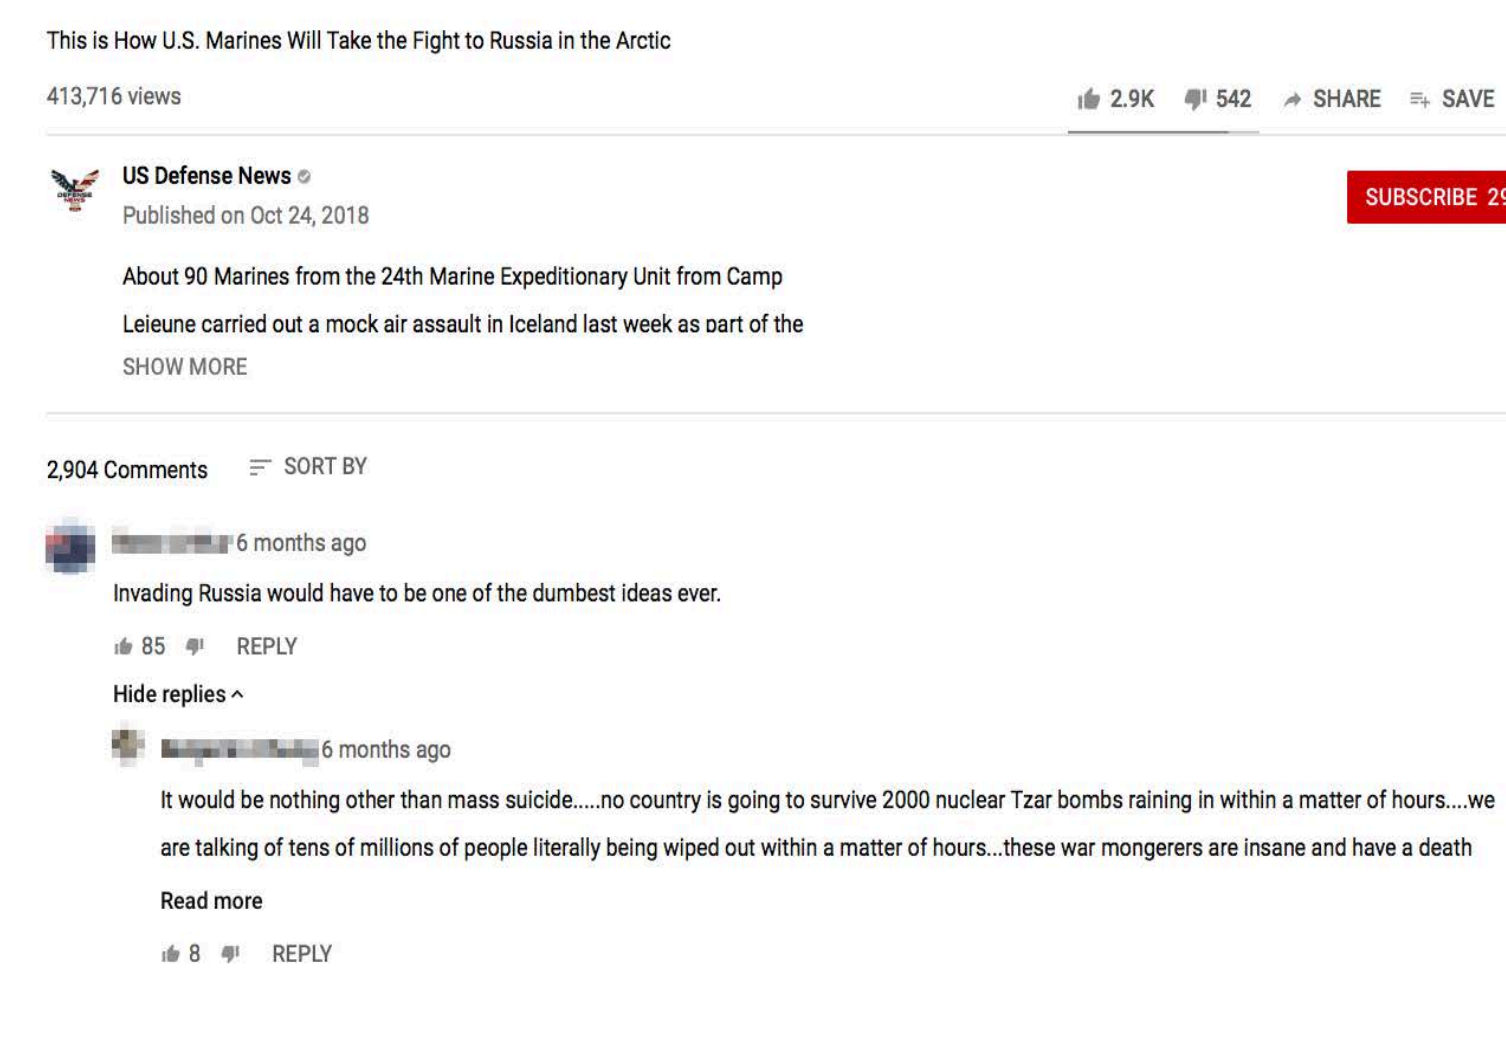 This is How U.S. Marines Will Take the Fight to Russia in the Arctic
413,716 views
2.9K 542 SHARE SAVE
DEFENSE
NEWS
US Defense News
Published on Oct 24, 2018
SUBSCRIBE 29
About 90 Marines from the 24th Marine Expeditionary Unit from Camp
Lejeune carried out a mock air assault in Iceland last week as part of the
SHOW MORE
2,904 Comments SORT BY
6 months ago
Invading Russia would have to be one of the dumbest ideas ever.
85 REPLY
Hide replies
6 months ago
It would be nothing other than mass suicide.....no country is going to survive 2000 nuclear Tzar bombs raining in within a matter of hours....we
are talking of tens of millions of people literally being wiped out within a matter of hours...these war mongerers are insane and have a death
Read more
8 REPLY